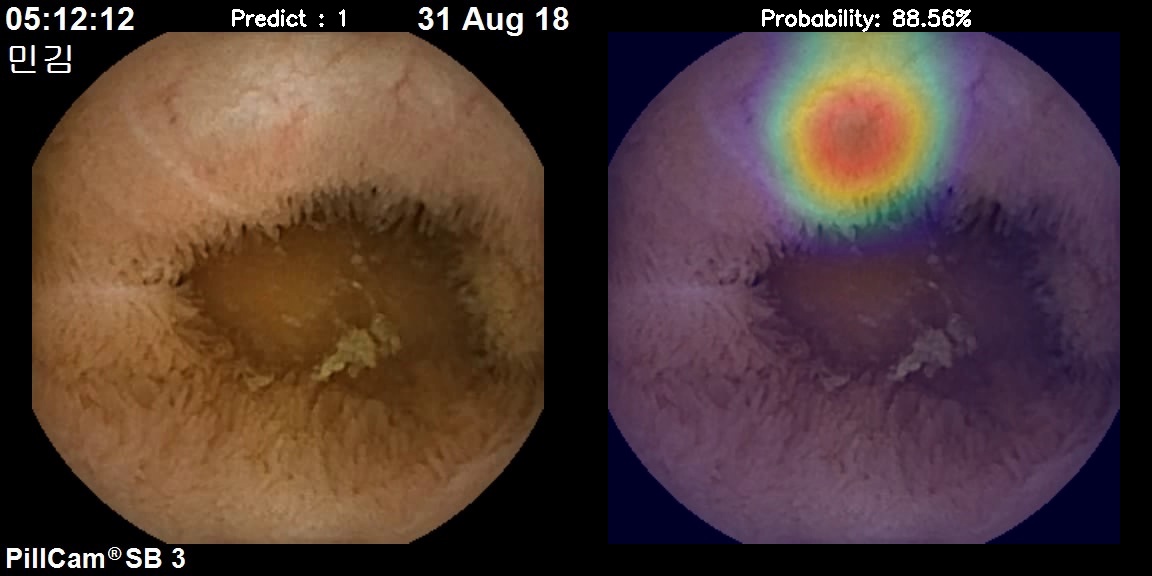 05:12:12 Predict : 1 31 Aug 18 Probability: 88.56%
민김
PillCam® SB 3